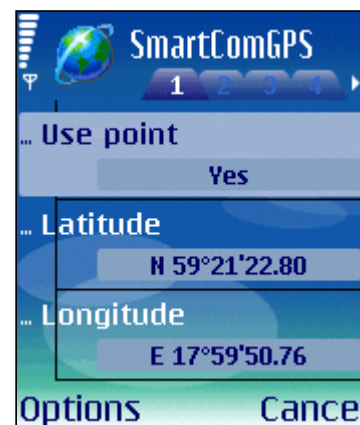 SmartComGPS
1 2 3 4
... Use point
Yes
... Latitude
N 59°21'22.80
... Longitude
E 17°59'50.76
Options Cance